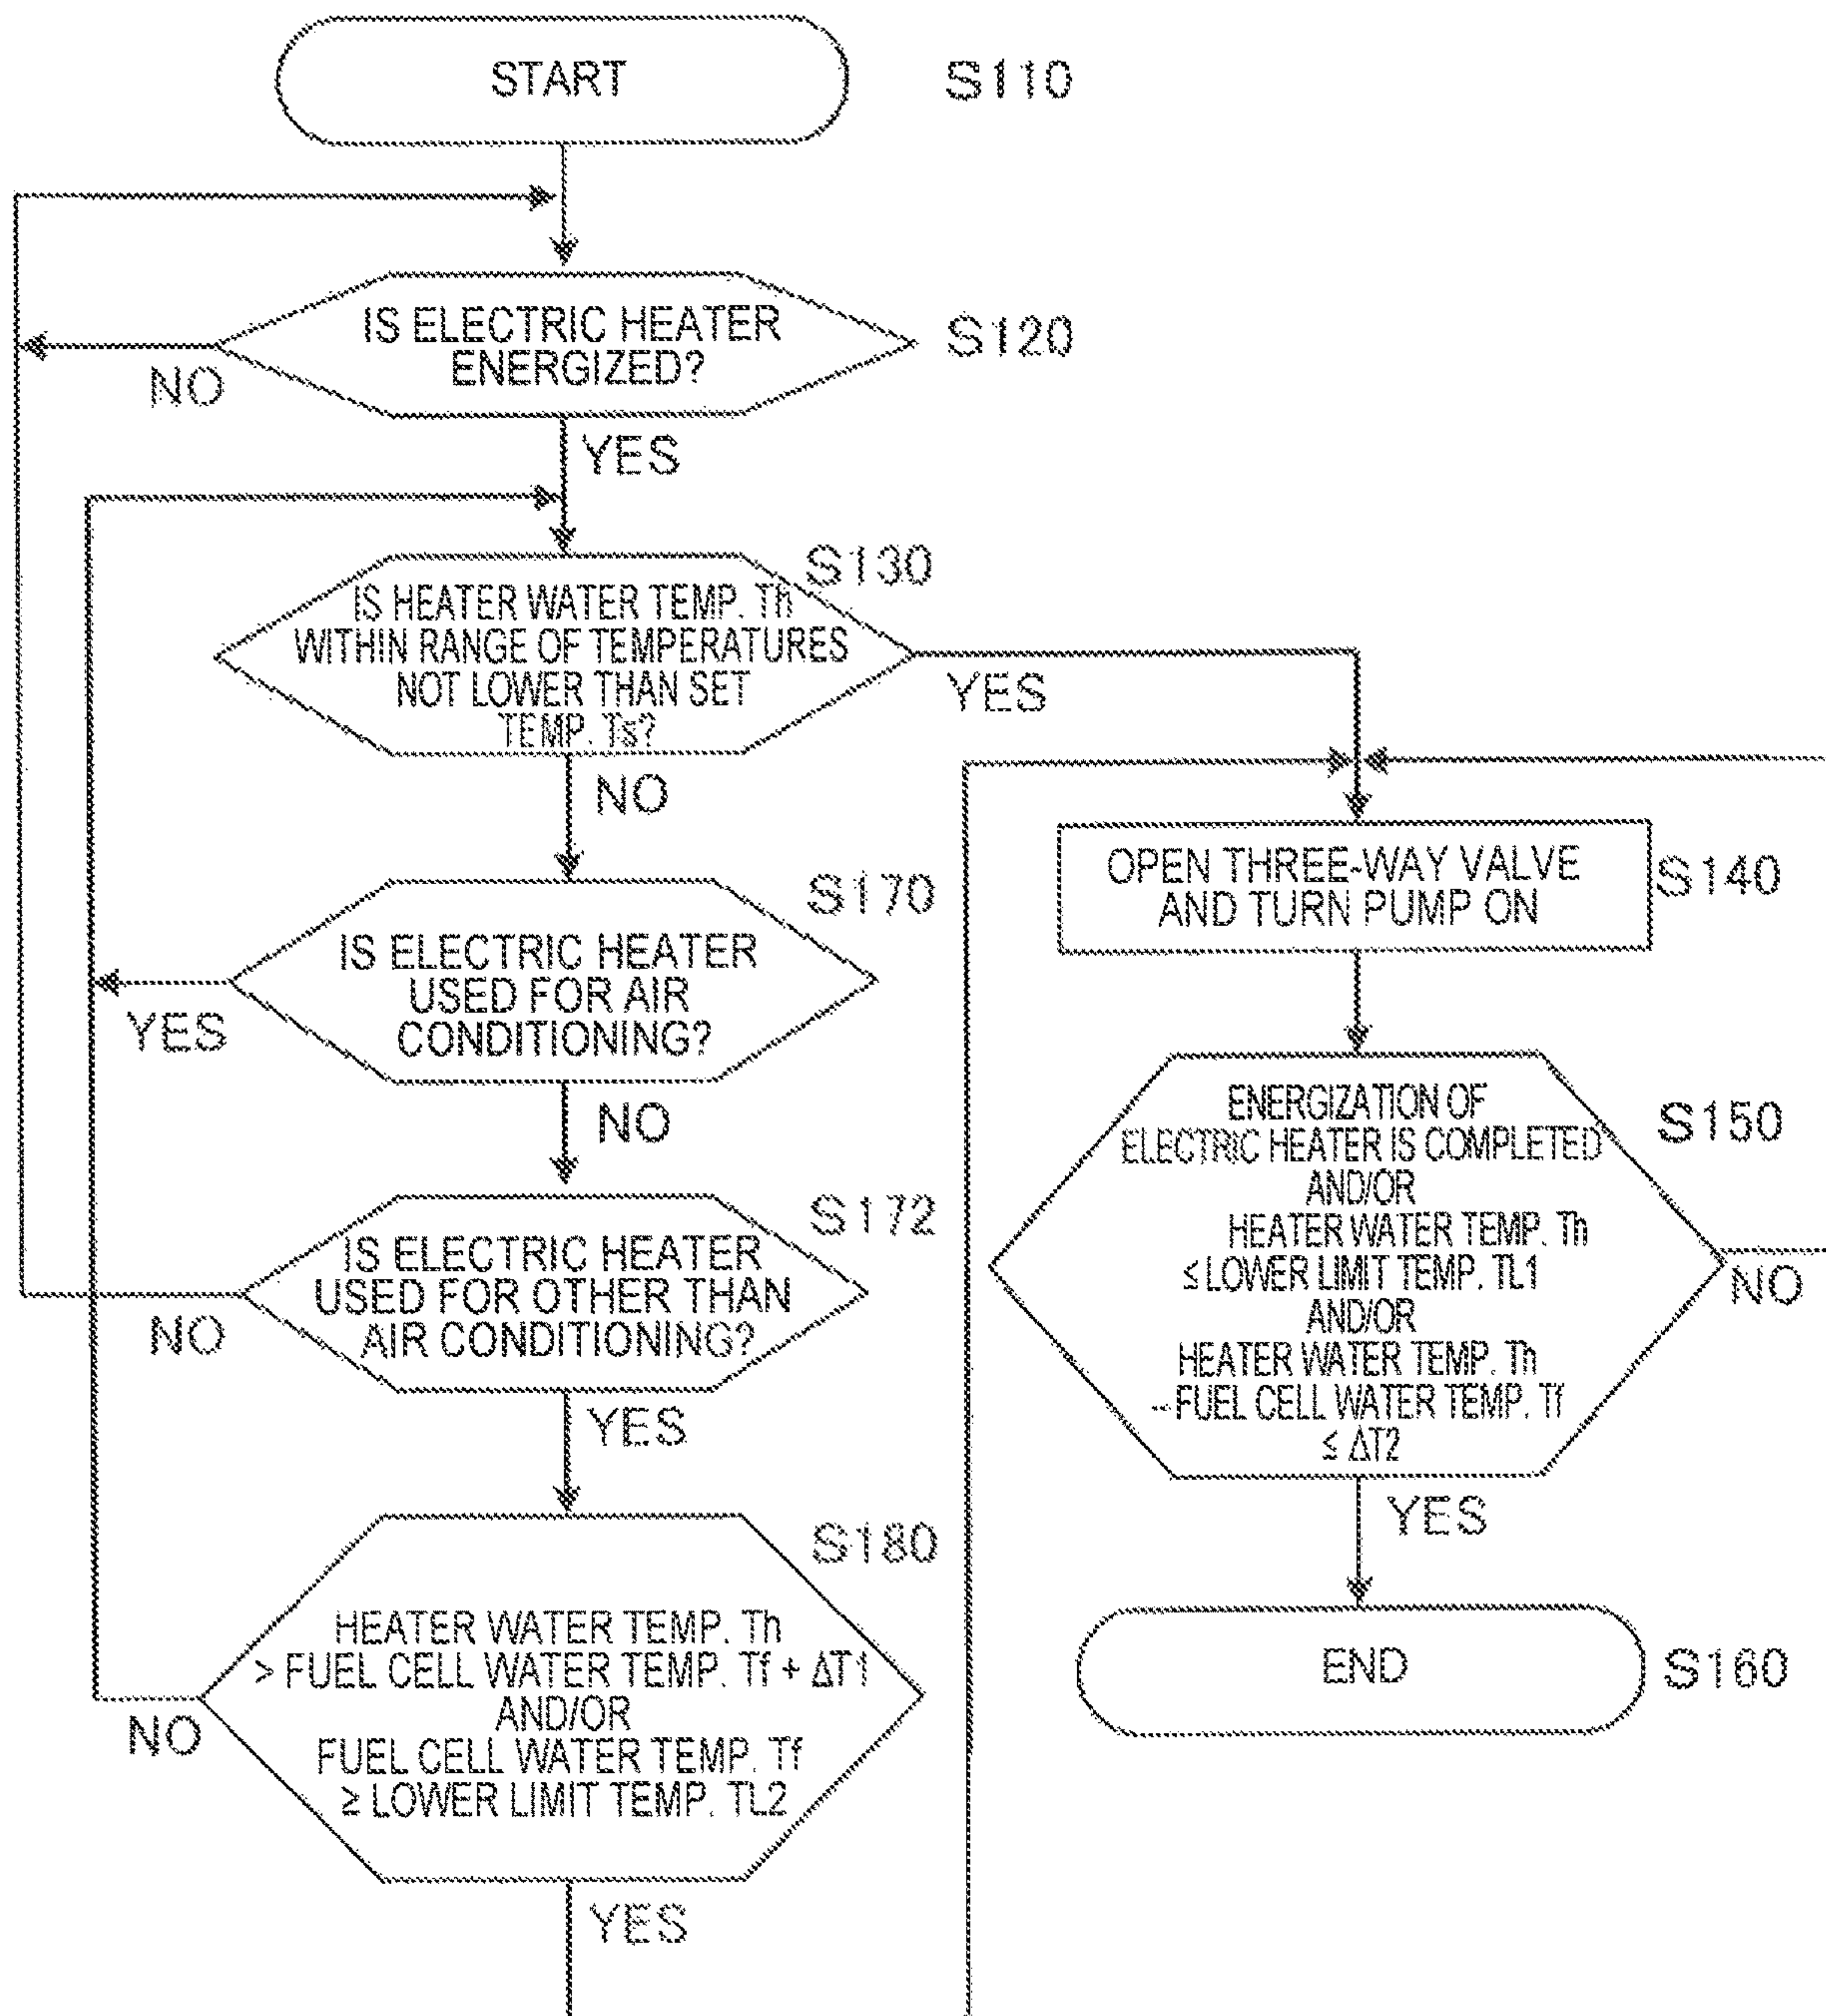 START
S110
IS ELECTRIC HEATER
ENERGIZED?
S120
NO
YES
S130
IS HEATER WATER TEMP. Th
WITHIN RANGE OF TEMPERATURES
NOT LOWER THAN SET
TEMP. Ts?
YES
NO
OPEN THREE-WAY VALVE
AND TURN PUMP ON
S140
S170
IS ELECTRIC HEATER
USED FOR AIR
CONDITIONING?
YES
NO
ENERGIZATION OF
ELECTRIC HEATER IS COMPLETED
AND/OR
HEATER WATER TEMP. Th
≤ LOWER LIMIT TEMP. TL1
AND/OR
HEATER WATER TEMP. Th
- FUEL CELL WATER TEMP. Tf
≤ ΔT2
S150
NO
YES
S172
IS ELECTRIC HEATER
USED FOR OTHER THAN
AIR CONDITIONING?
NO
YES
S180
HEATER WATER TEMP. Th
> FUEL CELL WATER TEMP. Tf + ΔT1
AND/OR
FUEL CELL WATER TEMP. Tf
≥ LOWER LIMIT TEMP. TL2
NO
YES
END
S160